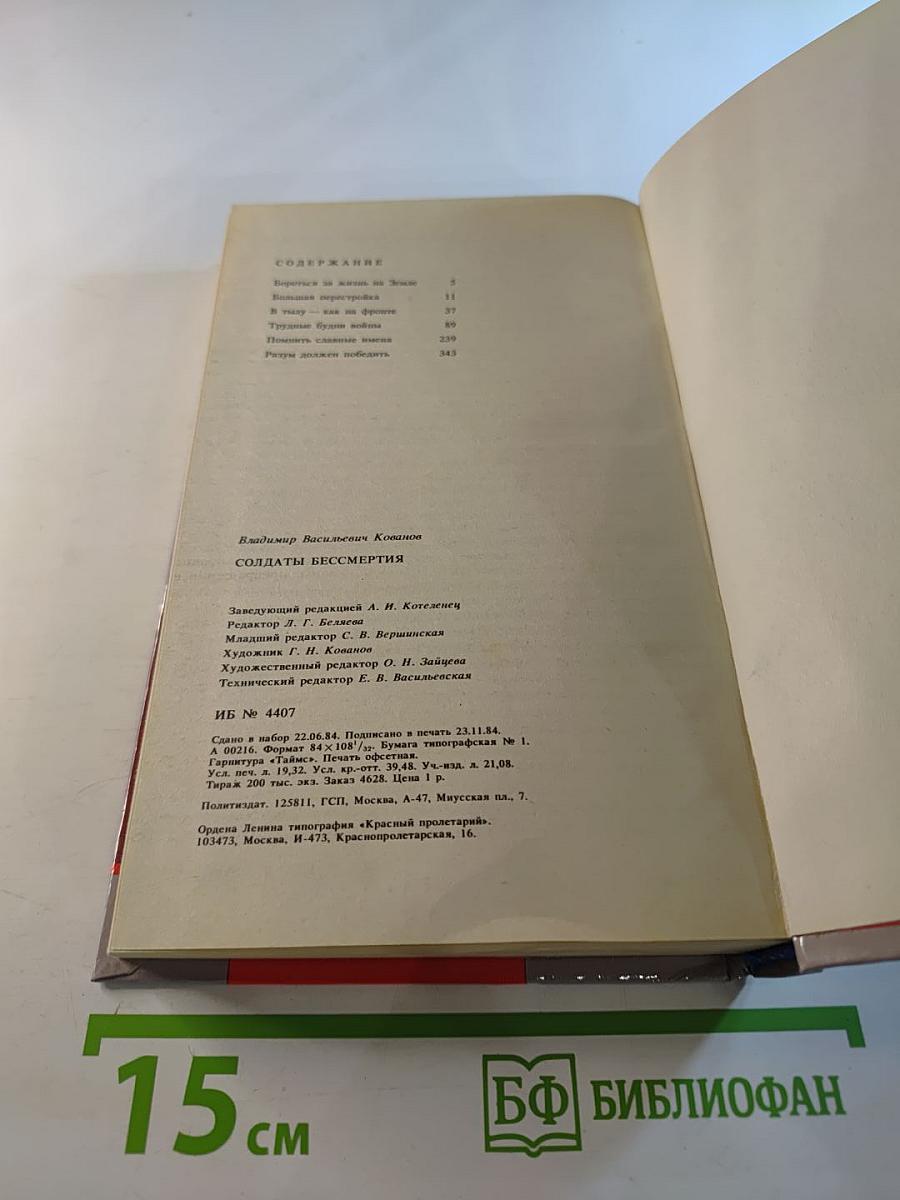 СОДЕРЖАНИЕ
Бороться за жизнь на Земле 5
Большая перестройка 11
В тылу — как на фронте 37
Трудные будни войны 89
Помнить славные имена 239
Разум должен победить 343
Владимир Васильевич Кованов
СОЛДАТЫ БЕССМЕРТИЯ
Заведующий редакцией А. И. Котеленец
Редактор Л. Г. Беляева
Младший редактор С. В. Вершинская
Художник Г. Н. Кованов
Художественный редактор О. Н. Зайцева
Технический редактор Е. В. Васильевская
ИБ № 4407
Сдано в набор 22.06.84. Подписано в печать 23.11.84.
А 00216. Формат 84×108¹/₃₂. Бумага типографская № 1.
Гарнитура «Таймс». Печать офсетная.
Усл. печ. л. 19,32. Усл. кр.-отт. 39,48. Уч.-изд. л. 21,08.
Тираж 200 тыс. экз. Заказ 4628. Цена 1 р.
Политиздат. 125811, ГСП, Москва, А-47, Миусская пл., 7.
Ордена Ленина типография «Красный пролетарий».
103473, Москва, И-473, Краснопролетарская, 16.
15 см
БФ БИБЛИОФАН